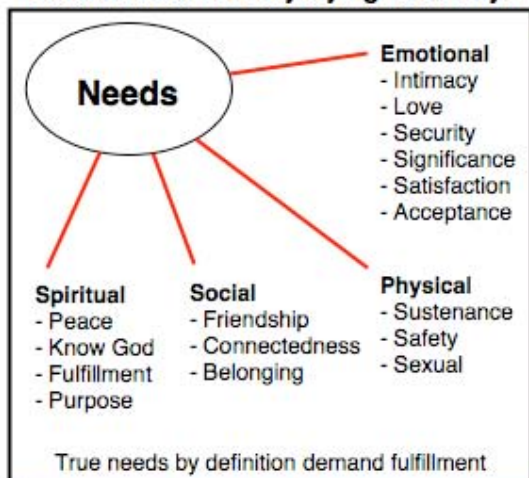 Needs
Emotional
- Intimacy
- Love
- Security
- Significance
- Satisfaction
- Acceptance
Spiritual
- Peace
- Know God
- Fulfillment
- Purpose
Social
- Friendship
- Connectedness
- Belonging
Physical
- Sustenance
- Safety
- Sexual
True needs by definition demand fulfillment